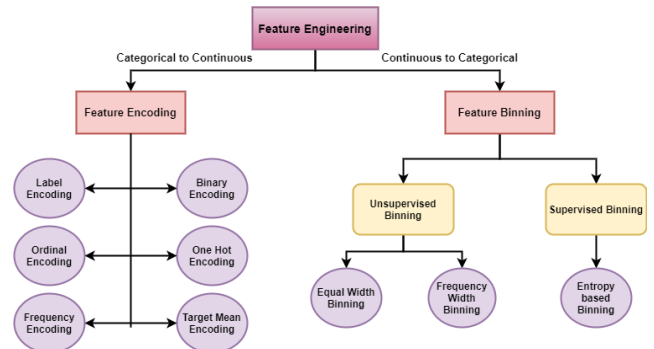 Feature Engineering
Categorical to Continuous
Continuous to Categorical
Feature Encoding
Feature Binning
Label
Encoding
Binary
Encoding
Unsupervised
Binning
Supervised Binning
Ordinal
Encoding
One Hot
Encoding
Equal Width
Binning
Frequency
Width
Binning
Entropy
based
Binning
Frequency
Encoding
Target Mean
Encoding